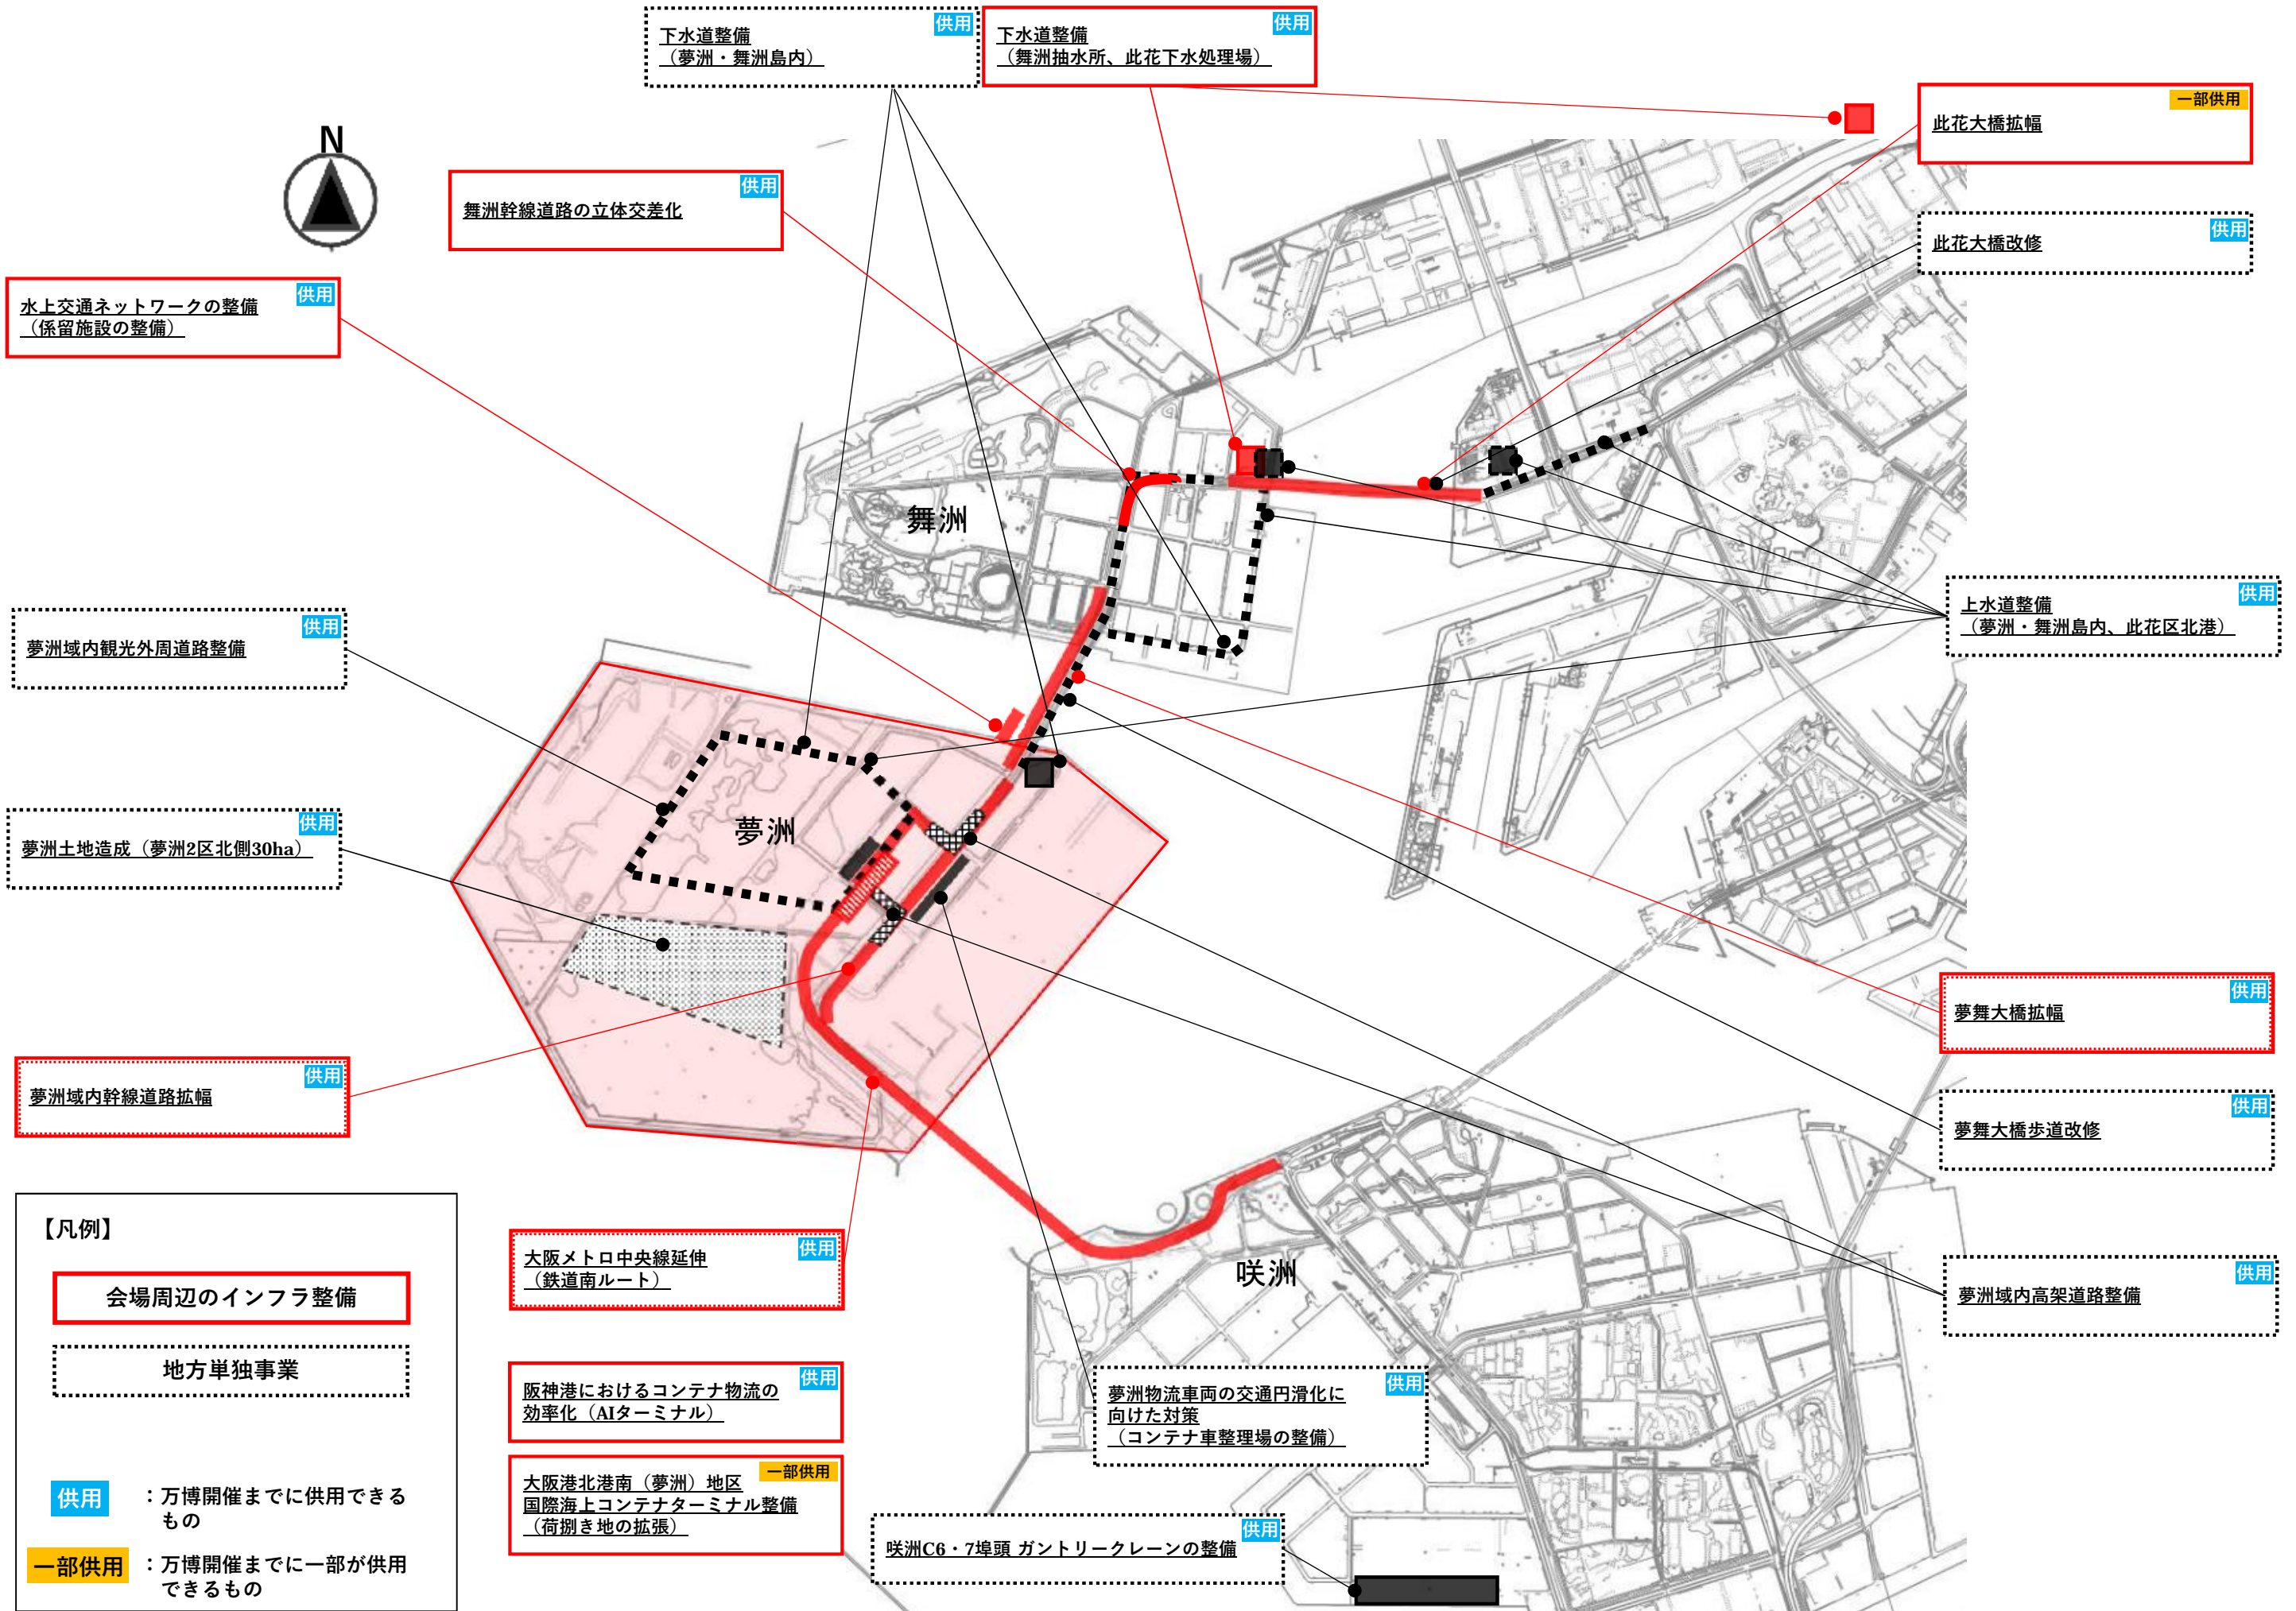 供用
下水道整備
（夢洲・舞洲島内）
供用
下水道整備
（舞洲抽水所、此花下水処理場）
一部供用
此花大橋拡幅
N
供用
舞洲幹線道路の立体交差化
供用
此花大橋改修
供用
水上交通ネットワークの整備
（係留施設の整備）
舞洲
供用
上水道整備
（夢洲・舞洲島内、此花区北港）
供用
夢洲域内観光外周道路整備
夢洲
供用
夢洲土地造成（夢洲2区北側30ha）
供用
夢舞大橋拡幅
供用
夢洲域内幹線道路拡幅
供用
夢舞大橋歩道改修
供用
大阪メトロ中央線延伸
（鉄道南ルート）
咲洲
供用
夢洲域内高架道路整備
供用
阪神港におけるコンテナ物流の
効率化（AIターミナル）
供用
夢洲物流車両の交通円滑化に
向けた対策
（コンテナ車整理場の整備）
一部供用
大阪港北港南（夢洲）地区
国際海上コンテナターミナル整備
（荷捌き地の拡張）
供用
咲洲C6・7埠頭 ガントリークレーンの整備
【凡例】
会場周辺のインフラ整備
地方単独事業
供用 ：万博開催までに供用できる
もの
一部供用 ：万博開催までに一部が供用
できるもの